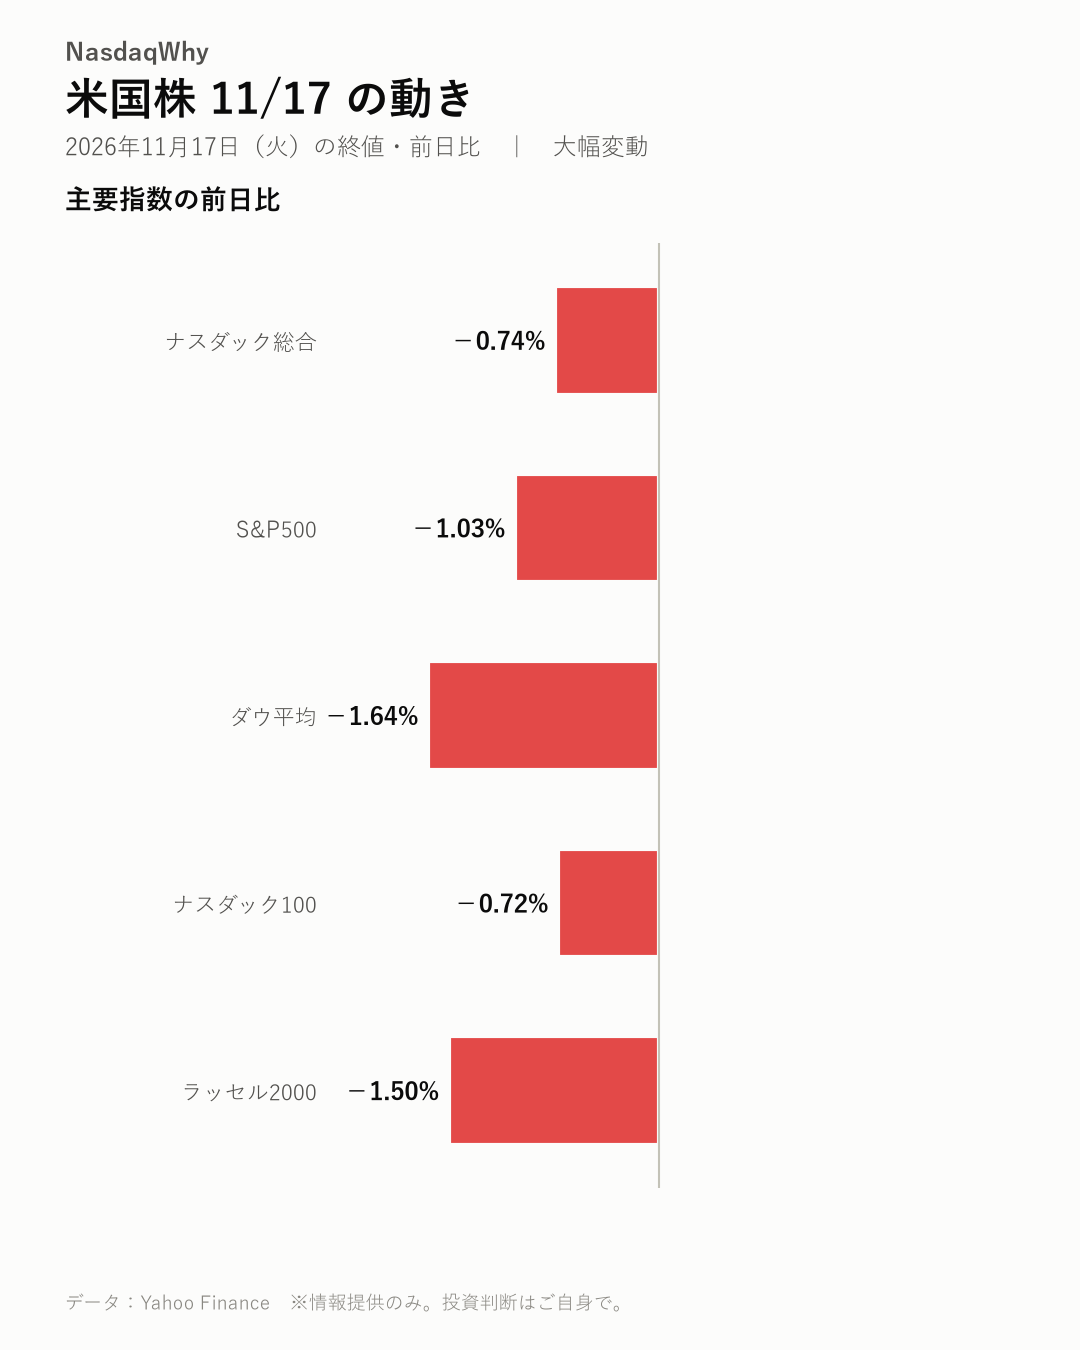 NasdaqWhy
米国株 11/17 の動き
2026年11月17日（火）の終値・前日比　｜　大幅変動
主要指数の前日比
ナスダック総合 −0.74%
S&P500 −1.03%
ダウ平均 −1.64%
ナスダック100 −0.72%
ラッセル2000 −1.50%
データ：Yahoo Finance　※情報提供のみ。投資判断はご自身で。